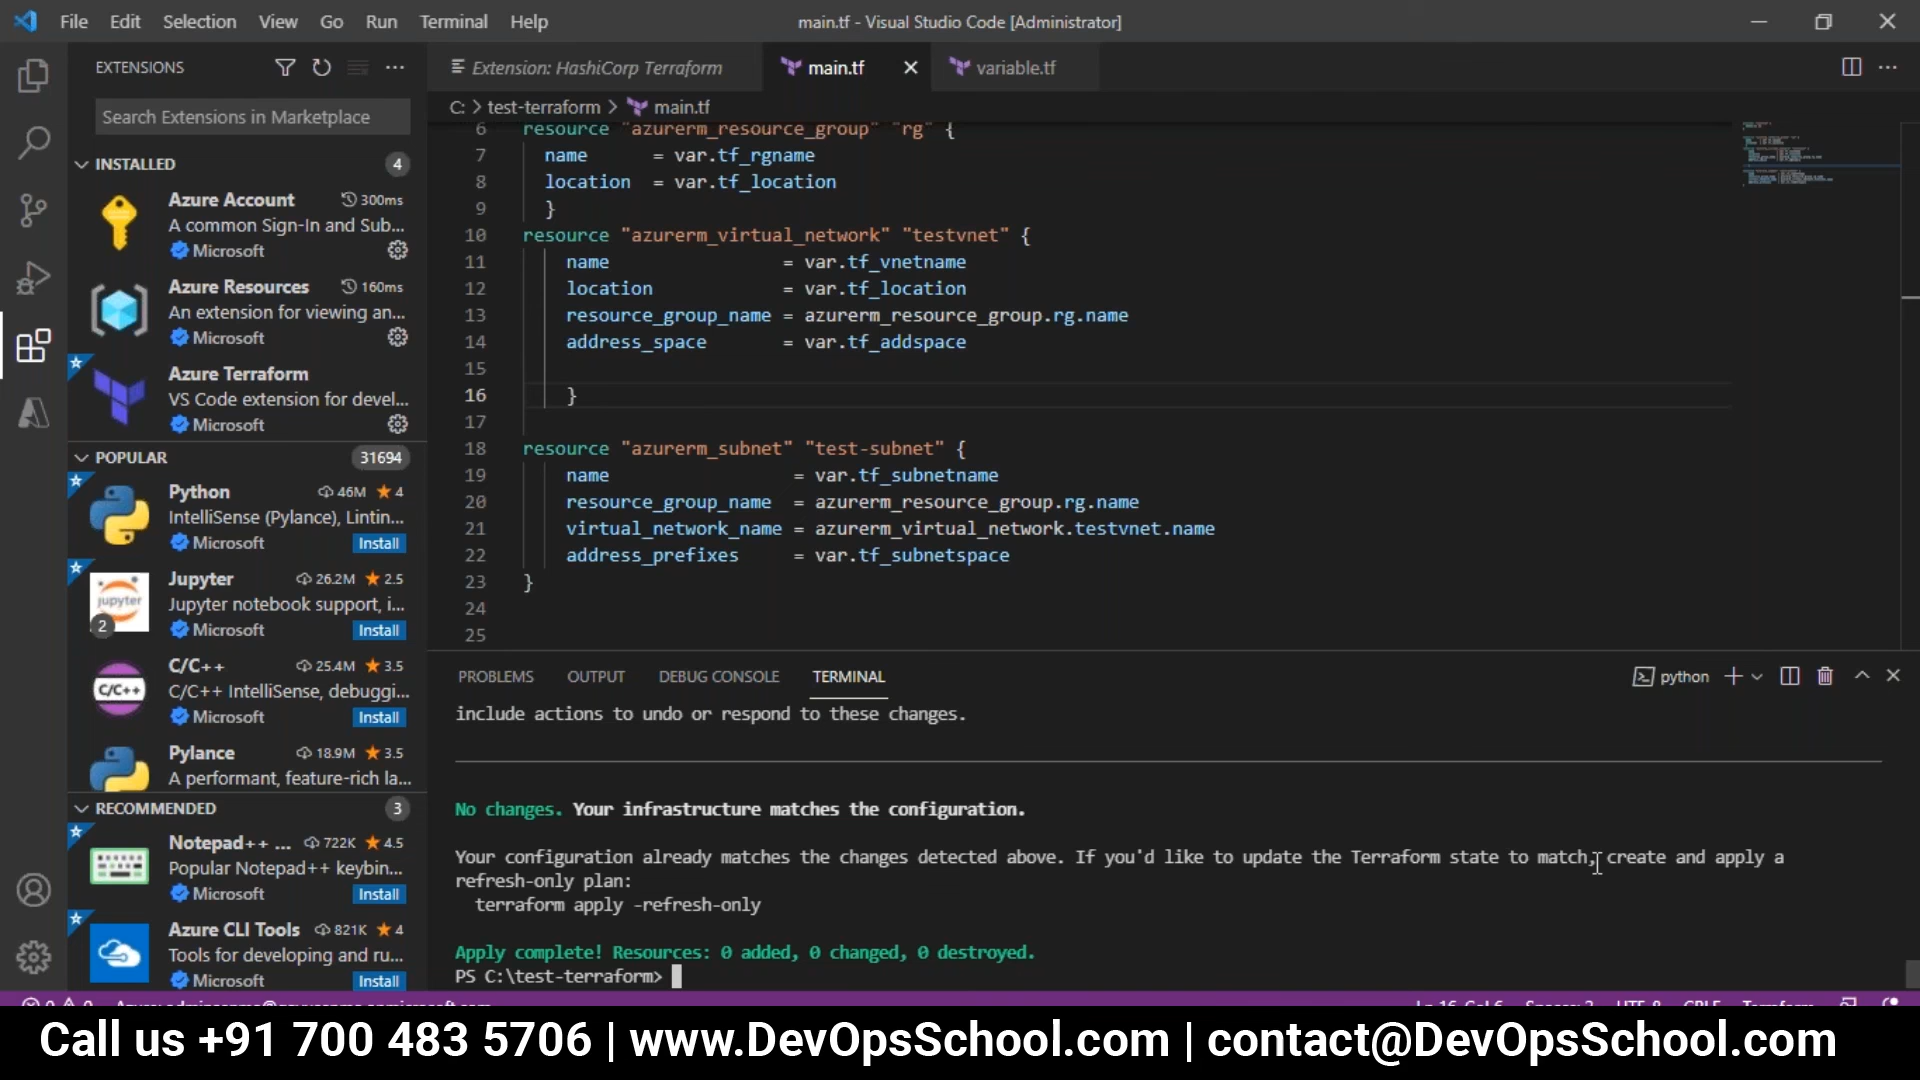 File Edit Selection View Go Run Terminal Help
main.tf - Visual Studio Code [Administrator]
EXTENSIONS
Extension: HashiCorp Terraform
main.tf
variable.tf
Search Extensions in Marketplace
C: > test-terraform > main.tf
INSTALLED 4
Azure Account 300ms
A common Sign-In and Sub...
Microsoft
Azure Resources 160ms
An extension for viewing an...
Microsoft
Azure Terraform
VS Code extension for devel...
Microsoft
POPULAR 31694
Python 46M 4
IntelliSense (Pylance), Lintin...
Microsoft Install
Jupyter 26.2M 2.5
Jupyter notebook support, i...
Microsoft Install
jupyter
2
C/C++ 25.4M 3.5
C/C++ IntelliSense, debuggi...
Microsoft Install
C/C++
Pylance 18.9M 3.5
A performant, feature-rich la...
RECOMMENDED 3
Notepad++ ... 722K 4.5
Popular Notepad++ keybin...
Microsoft Install
Azure CLI Tools 821K 4
Tools for developing and ru...
Microsoft Install
6 resource "azurerm_resource_group" "rg" {
7 name = var.tf_rgname
8 location = var.tf_location
9 }
10 resource "azurerm_virtual_network" "testvnet" {
11 name = var.tf_vnetname
12 location = var.tf_location
13 resource_group_name = azurerm_resource_group.rg.name
14 address_space = var.tf_addspace
15
16 }
17
18 resource "azurerm_subnet" "test-subnet" {
19 name = var.tf_subnetname
20 resource_group_name = azurerm_resource_group.rg.name
21 virtual_network_name = azurerm_virtual_network.testvnet.name
22 address_prefixes = var.tf_subnetspace
23 }
24
25
PROBLEMS OUTPUT DEBUG CONSOLE TERMINAL
python
include actions to undo or respond to these changes.
No changes. Your infrastructure matches the configuration.
Your configuration already matches the changes detected above. If you'd like to update the Terraform state to match, create and apply a
refresh-only plan:
terraform apply -refresh-only
Apply complete! Resources: 0 added, 0 changed, 0 destroyed.
PS C:\test-terraform>
Call us +91 700 483 5706 | www.DevOpsSchool.com | contact@DevOpsSchool.com